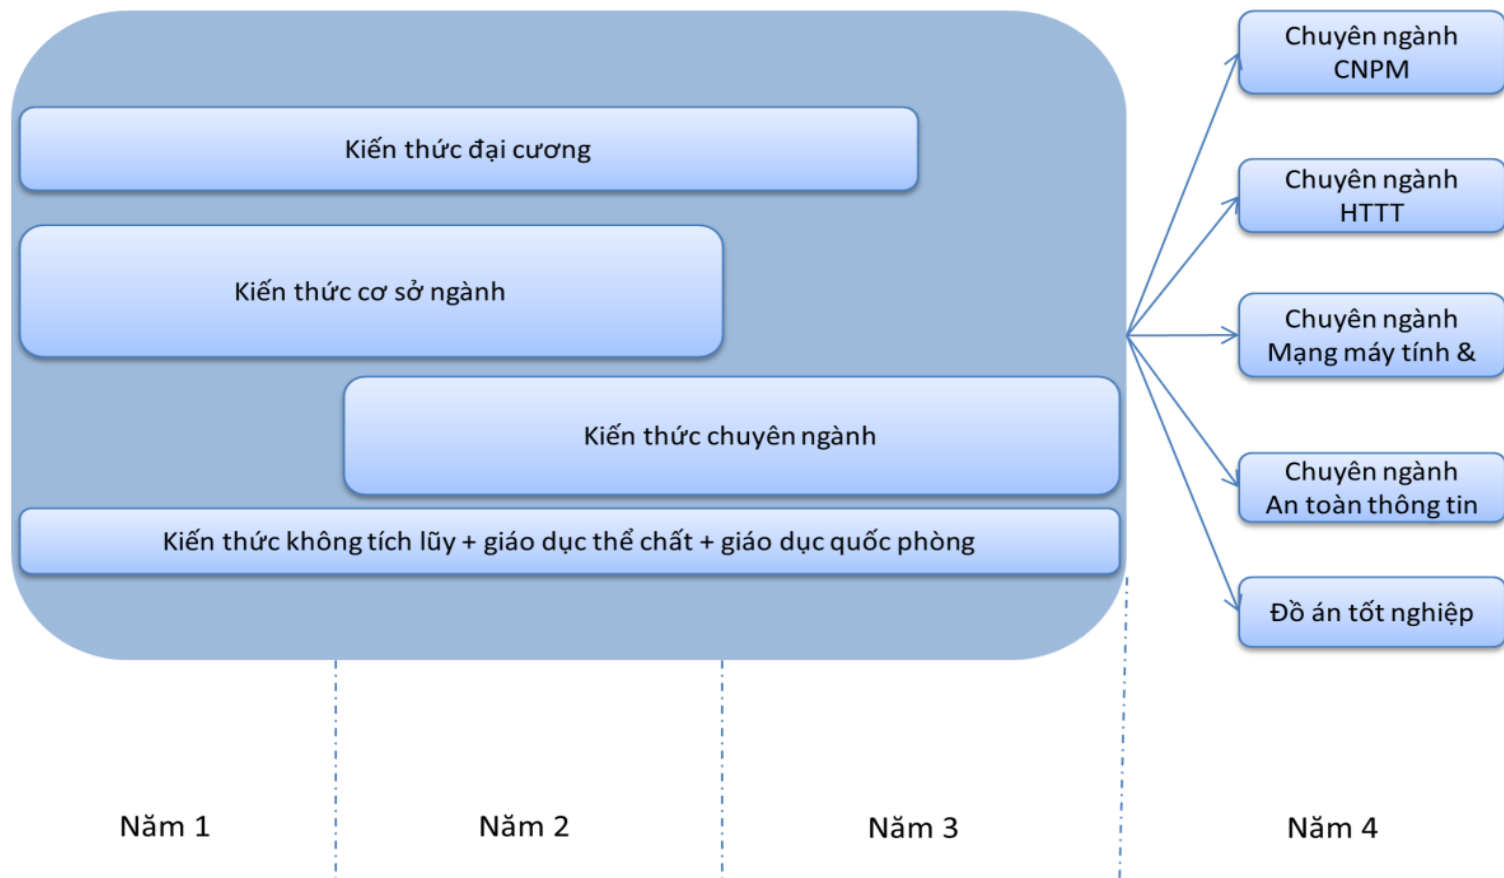 Kiến thức đại cương
Kiến thức cơ sở ngành
Kiến thức chuyên ngành
Kiến thức không tích lũy + giáo dục thể chất + giáo dục quốc phòng
Chuyên ngành
CNPM
Chuyên ngành
HTTT
Chuyên ngành
Mạng máy tính &
Chuyên ngành
An toàn thông tin
Đồ án tốt nghiệp
Năm 1
Năm 2
Năm 3
Năm 4